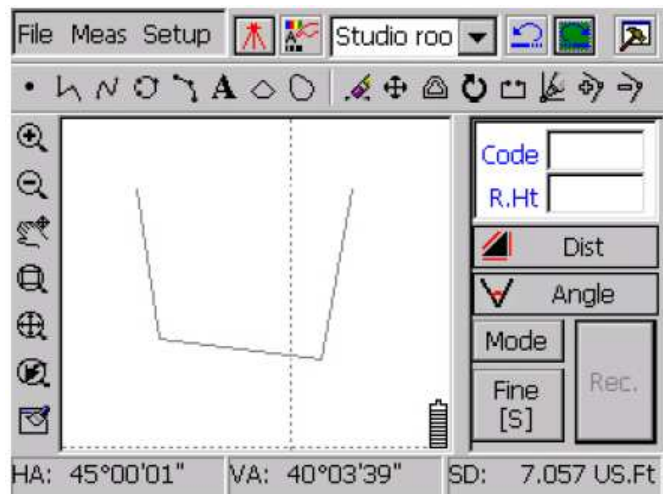 File Meas Setup Studio roo
A
Code
R.Ht
Dist
Angle
Mode
Fine
[S]
Rec.
HA: 45°00'01" VA: 40°03'39" SD: 7.057 US.Ft